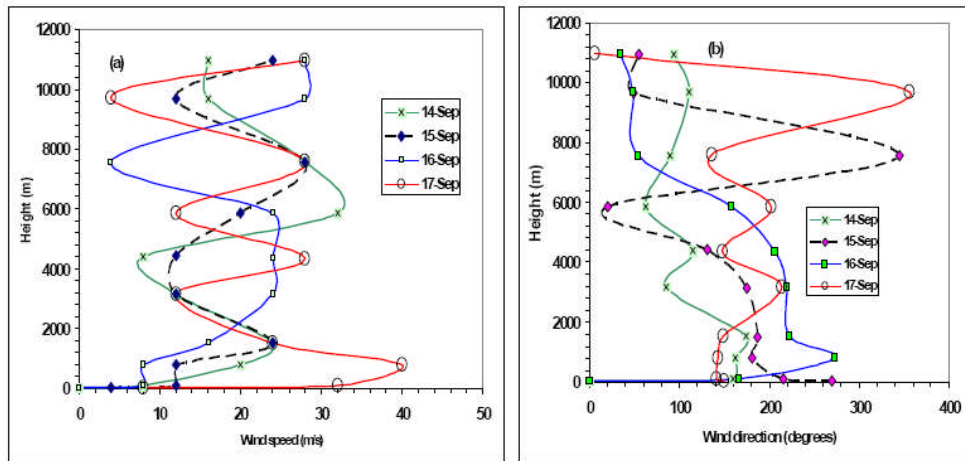 (a)
12000
10000
8000
6000
4000
2000
0
Height (m)
0 10 20 30 40 50
Wind speed (m/s)
14-Sep
15-Sep
16-Sep
17-Sep
(b)
12000
10000
8000
6000
4000
2000
0
Height (m)
0 100 200 300 400
Wind direction (degrees)
14-Sep
15-Sep
16-Sep
17-Sep